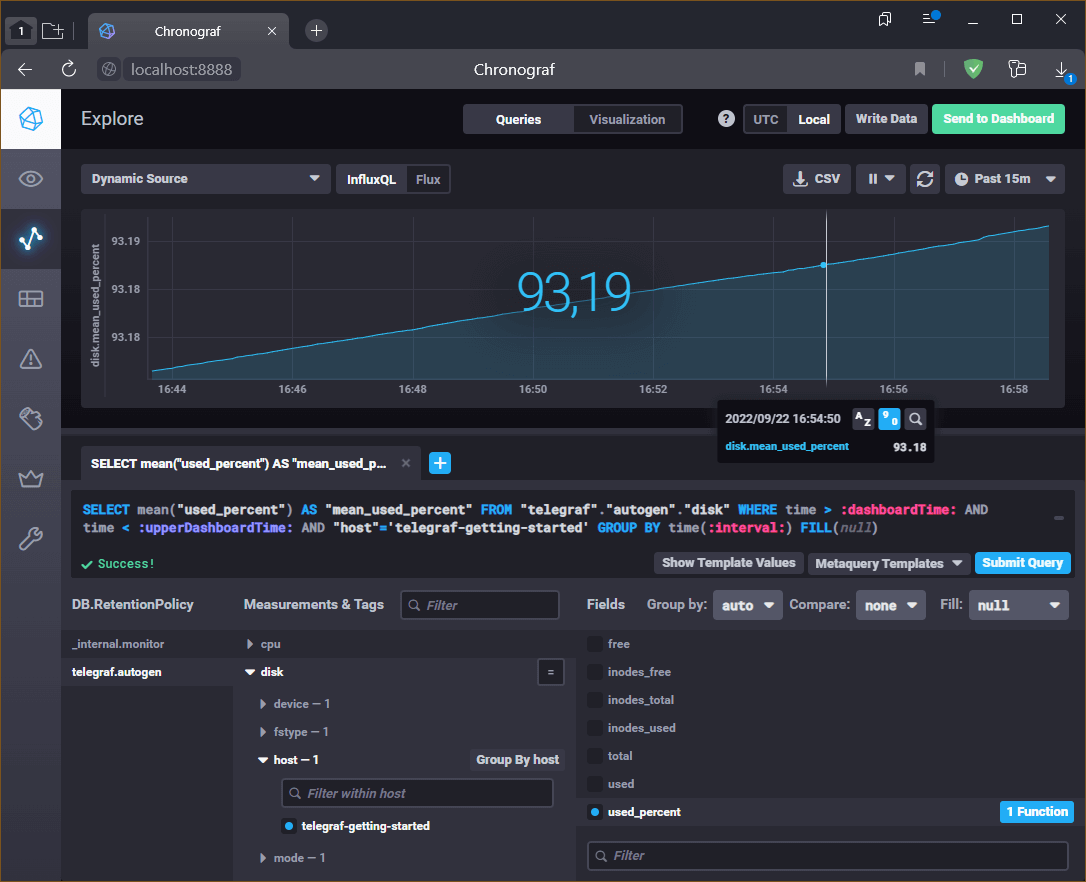 1
Chronograf
localhost:8888
Chronograf
1
Explore
Queries
Visualization
?
UTC
Local
Write Data
Send to Dashboard
Dynamic Source
InfluxQL
Flux
CSV
Past 15m
disk.mean_used_percent
93.19
93.18
93.18
93,19
16:44
16:46
16:48
16:50
16:52
16:54
16:56
16:58
2022/09/22 16:54:50
A Z
9 0
disk.mean_used_percent
93.18
SELECT mean("used_percent") AS "mean_used_p...
SELECT mean("used_percent") AS "mean_used_percent" FROM "telegraf"."autogen"."disk" WHERE time > :dashboardTime: AND
time < :upperDashboardTime: AND "host"='telegraf-getting-started' GROUP BY time(:interval:) FILL(null)
Success!
Show Template Values
Metaquery Templates
Submit Query
DB.RetentionPolicy
Measurements & Tags
Filter
Fields
Group by:
auto
Compare:
none
Fill:
null
_internal.monitor
telegraf.autogen
cpu
disk
=
device — 1
fstype — 1
host — 1
Group By host
Filter within host
telegraf-getting-started
mode — 1
free
inodes_free
inodes_total
inodes_used
total
used
used_percent
1 Function
Filter